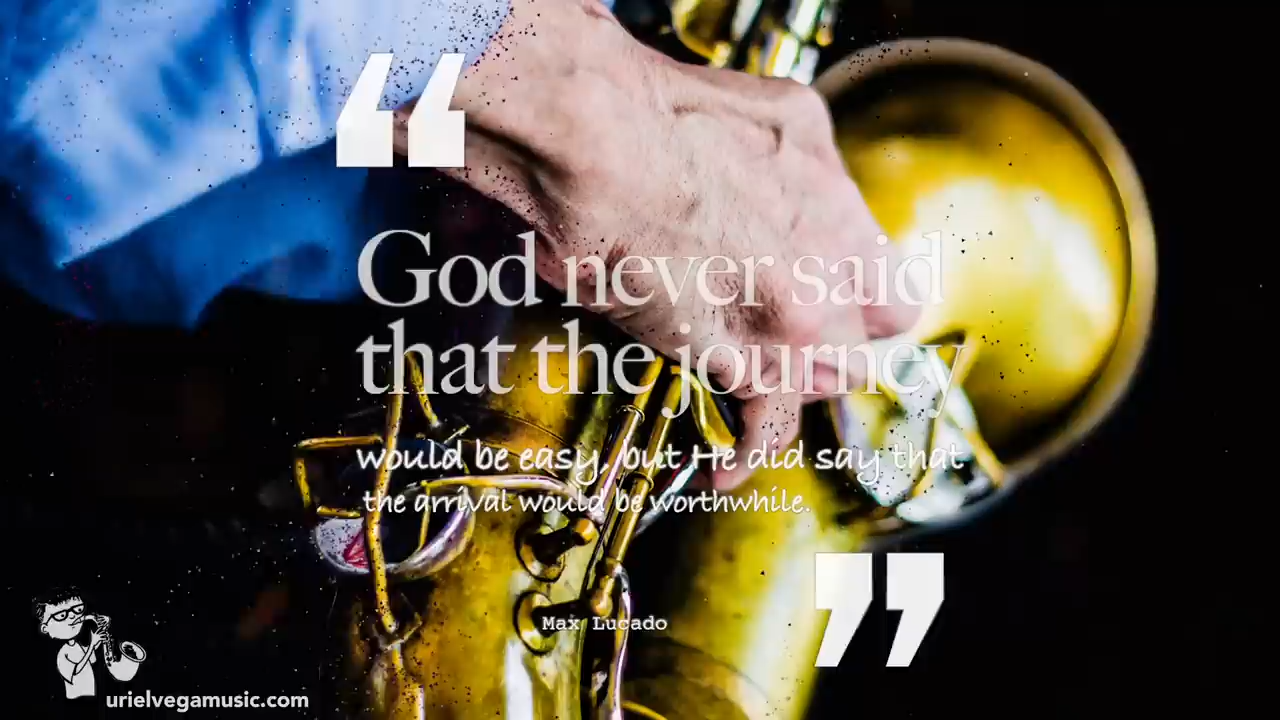 “
God never said
that the journey
would be easy, but He did say that
the arrival would be worthwhile.
”
Max Lucado
urielvegamusic.com